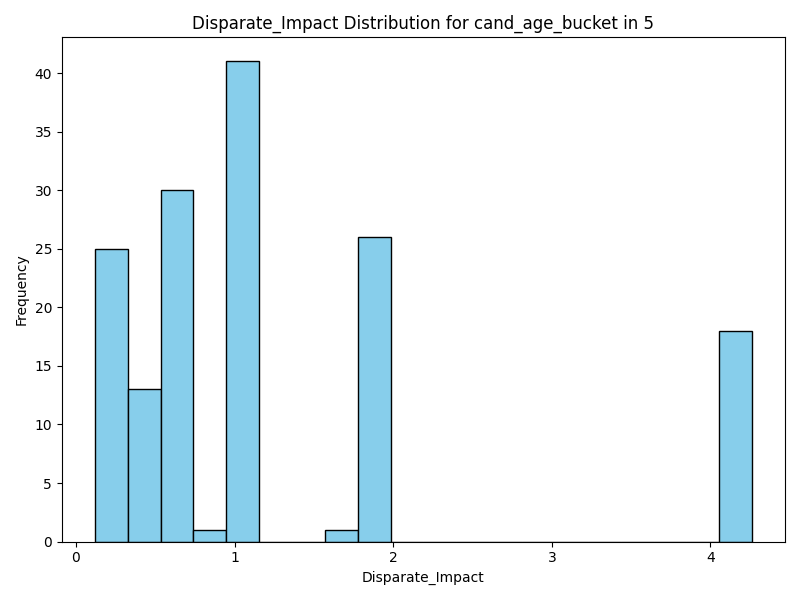 Disparate_Impact Distribution for cand_age_bucket in 5
Frequency
40
35
30
25
20
15
10
5
0
0 1 2 3 4
Disparate_Impact